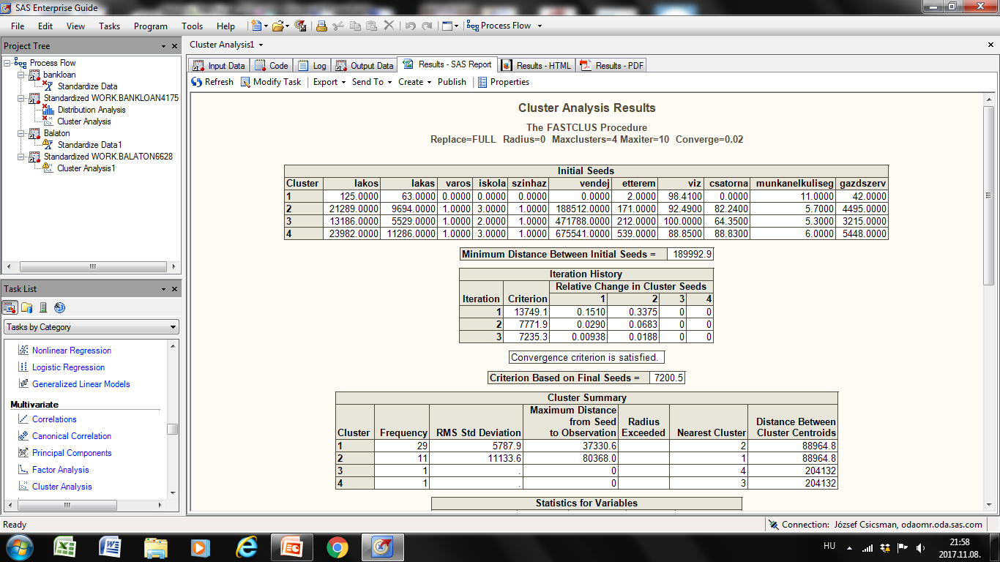 SAS Enterprise Guide
File Edit View Tasks Program Tools Help Process Flow
Project Tree
Process Flow
bankloan
Standardize Data
Standardized WORK.BANKLOAN4175
Distribution Analysis
Cluster Analysis
Balaton
Standardize Data1
Standardized WORK.BALATON6628
Cluster Analysis1
Task List
Tasks by Category
Nonlinear Regression
Logistic Regression
Generalized Linear Models
Multivariate
Correlations
Canonical Correlation
Principal Components
Factor Analysis
Cluster Analysis
Cluster Analysis1
Input Data Code Log Output Data Results - SAS Report Results - HTML Results - PDF
Refresh Modify Task Export Send To Create Publish Properties
Cluster Analysis Results
The FASTCLUS Procedure
Replace=FULL Radius=0 Maxclusters=4 Maxiter=10 Converge=0.02
Initial Seeds
Cluster lakos lakas varos iskola szinhaz vendej etterem viz csatorna munkanelkuliseg gazdszerv
1 125.0000 63.0000 0.0000 0.0000 0.0000 0.0000 2.0000 98.4100 0.0000 11.0000 42.0000
2 21289.0000 9694.0000 1.0000 3.0000 1.0000 188512.0000 171.0000 92.4900 82.2400 5.7000 4495.0000
3 13186.0000 5529.0000 1.0000 2.0000 1.0000 471788.0000 212.0000 100.0000 64.3500 5.3000 3215.0000
4 23982.0000 11286.0000 1.0000 3.0000 1.0000 675541.0000 539.0000 88.8500 88.8300 6.0000 5448.0000
Minimum Distance Between Initial Seeds = 189992.9
Iteration History
Relative Change in Cluster Seeds
Iteration Criterion 1 2 3 4
1 13749.1 0.1510 0.3375 0 0
2 7771.9 0.0290 0.0683 0 0
3 7235.3 0.00938 0.0188 0 0
Convergence criterion is satisfied.
Criterion Based on Final Seeds = 7200.5
Cluster Summary
Maximum Distance
from Seed Radius Distance Between
Cluster Frequency RMS Std Deviation to Observation Exceeded Nearest Cluster Cluster Centroids
1 29 5787.9 37330.6 2 88964.8
2 11 11133.6 80368.0 1 88964.8
3 1 . 0 4 204132
4 1 . 0 3 204132
Statistics for Variables
Ready
Connection: József Csicsman, odaomr.oda.sas.com
HU
21:58
2017.11.08.